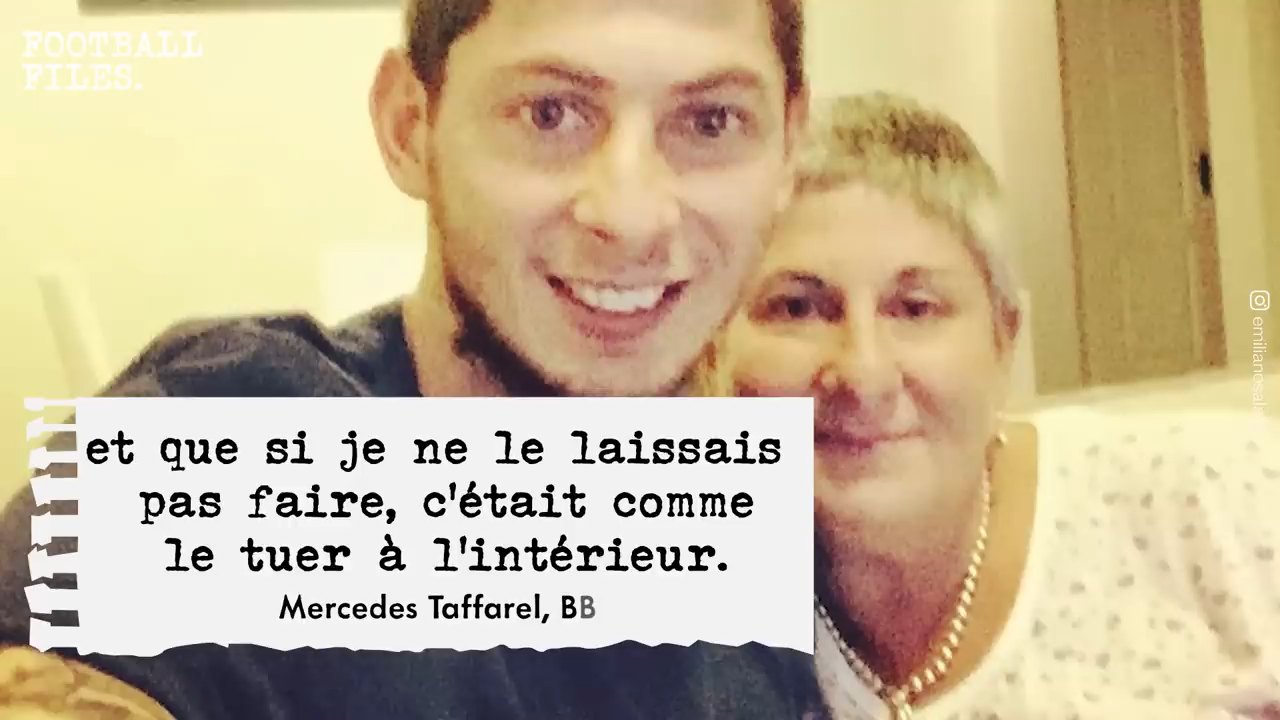 FOOTBALL
FILES.
et que si je ne le laissais
pas faire, c'était comme
le tuer à l'intérieur.
Mercedes Taffarel, BB